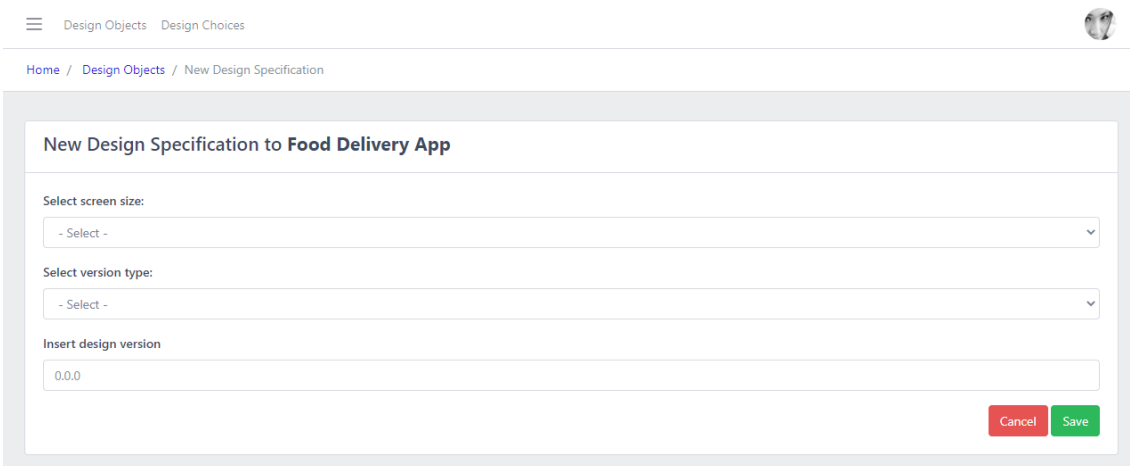 Design Objects Design Choices
Home / Design Objects / New Design Specification
New Design Specification to Food Delivery App
Select screen size:
- Select -
Select version type:
- Select -
Insert design version
0.0.0
Cancel Save